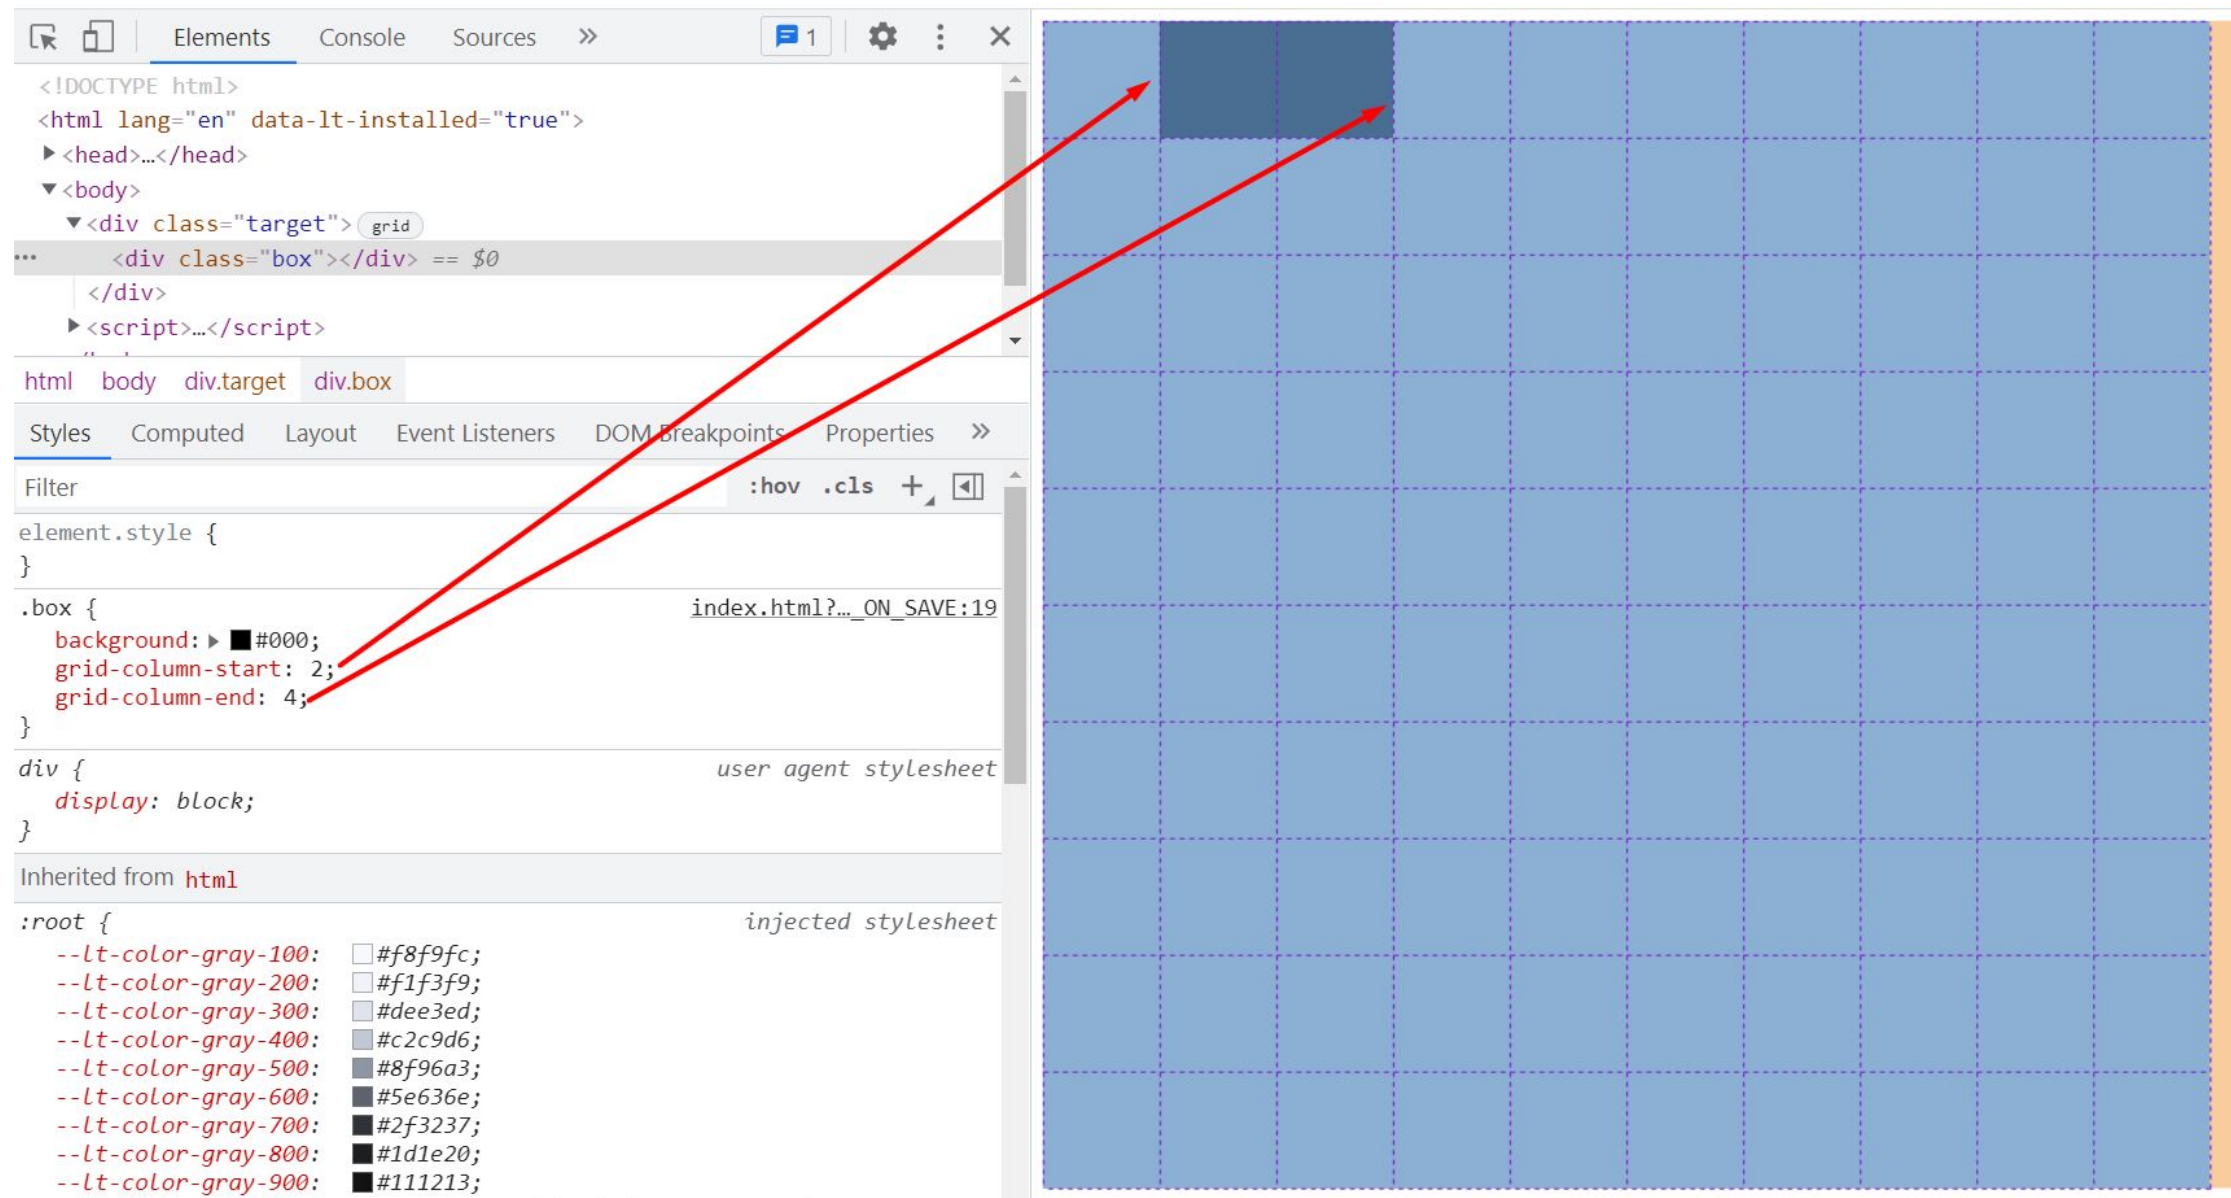 Elements Console Sources » 1
<!DOCTYPE html>
<html lang="en" data-lt-installed="true">
<head>…</head>
<body>
<div class="target"> grid
<div class="box"></div> == $0
</div>
<script>…</script>
html body div.target div.box
Styles Computed Layout Event Listeners DOM Breakpoints Properties »
Filter :hov .cls +
element.style {
}
.box { index.html?…_ON_SAVE:19
background: #000;
grid-column-start: 2;
grid-column-end: 4;
}
div { user agent stylesheet
display: block;
}
Inherited from html
:root { injected stylesheet
--lt-color-gray-100: #f8f9fc;
--lt-color-gray-200: #f1f3f9;
--lt-color-gray-300: #dee3ed;
--lt-color-gray-400: #c2c9d6;
--lt-color-gray-500: #8f96a3;
--lt-color-gray-600: #5e636e;
--lt-color-gray-700: #2f3237;
--lt-color-gray-800: #1d1e20;
--lt-color-gray-900: #111213;